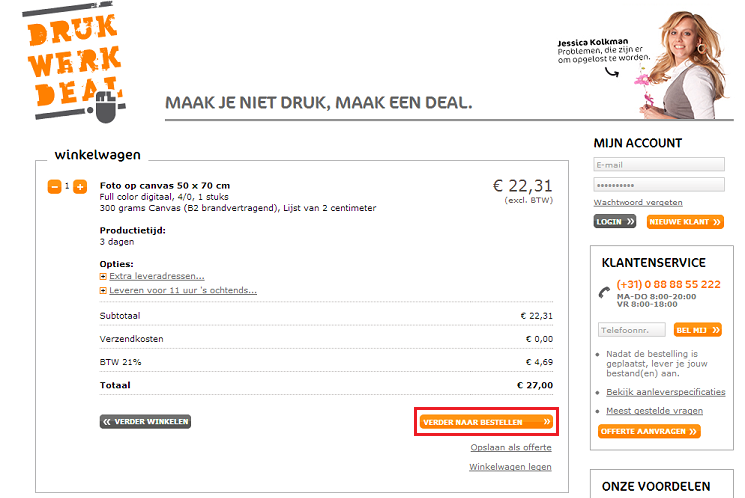 DRUK
WERK
DEAL
MAAK JE NIET DRUK, MAAK EEN DEAL.
Jessica Kolkman
Problemen, die zijn er
om opgelost te worden.
winkelwagen
1
Foto op canvas 50 x 70 cm
€ 22,31
(excl. BTW)
Full color digitaal, 4/0, 1 stuks
300 grams Canvas (B2 brandvertragend), Lijst van 2 centimeter
Productietijd:
3 dagen
Opties:
Extra leveradressen...
Leveren voor 11 uur 's ochtends...
Subtotaal € 22,31
Verzendkosten € 0,00
BTW 21% € 4,69
Totaal € 27,00
« VERDER WINKELEN
VERDER NAAR BESTELLEN »
Opslaan als offerte
Winkelwagen legen
MIJN ACCOUNT
E-mail
••••••••••
Wachtwoord vergeten
LOGIN »
NIEUWE KLANT »
KLANTENSERVICE
(+31) 0 88 88 55 222
MA-DO 8:00-20:00
VR 8:00-18:00
Telefoonnr.
BEL MIJ »
Nadat de bestelling is
geplaatst, lever je jouw
bestand(en) aan.
Bekijk aanleverspecificaties
Meest gestelde vragen
OFFERTE AANVRAGEN »
ONZE VOORDELEN